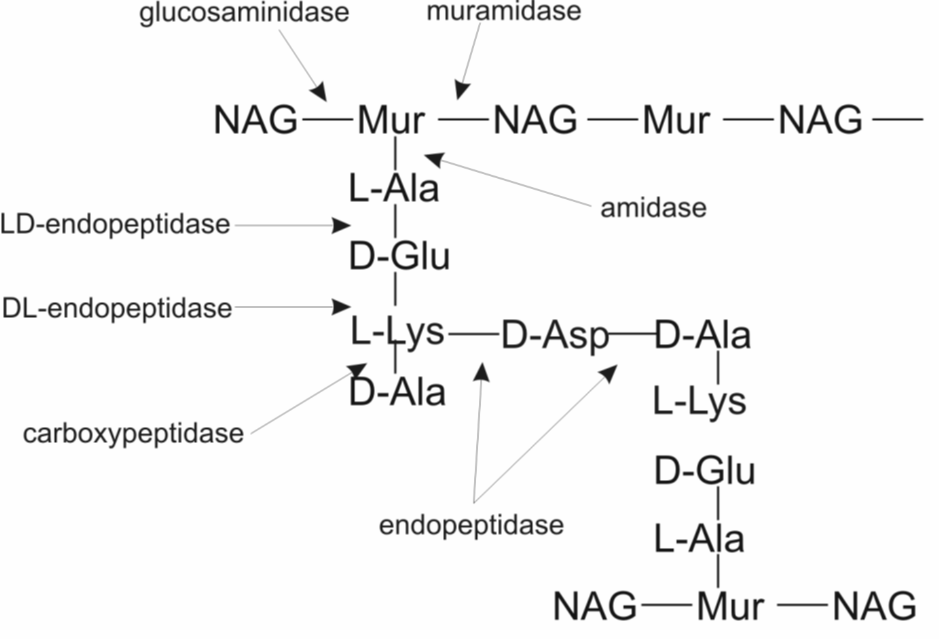 glucosaminidase muramidase
NAG Mur NAG Mur NAG
L-Ala
amidase
LD-endopeptidase
D-Glu
DL-endopeptidase
L-Lys D-Asp D-Ala
D-Ala
L-Lys
carboxypeptidase
D-Glu
endopeptidase
L-Ala
NAG Mur NAG